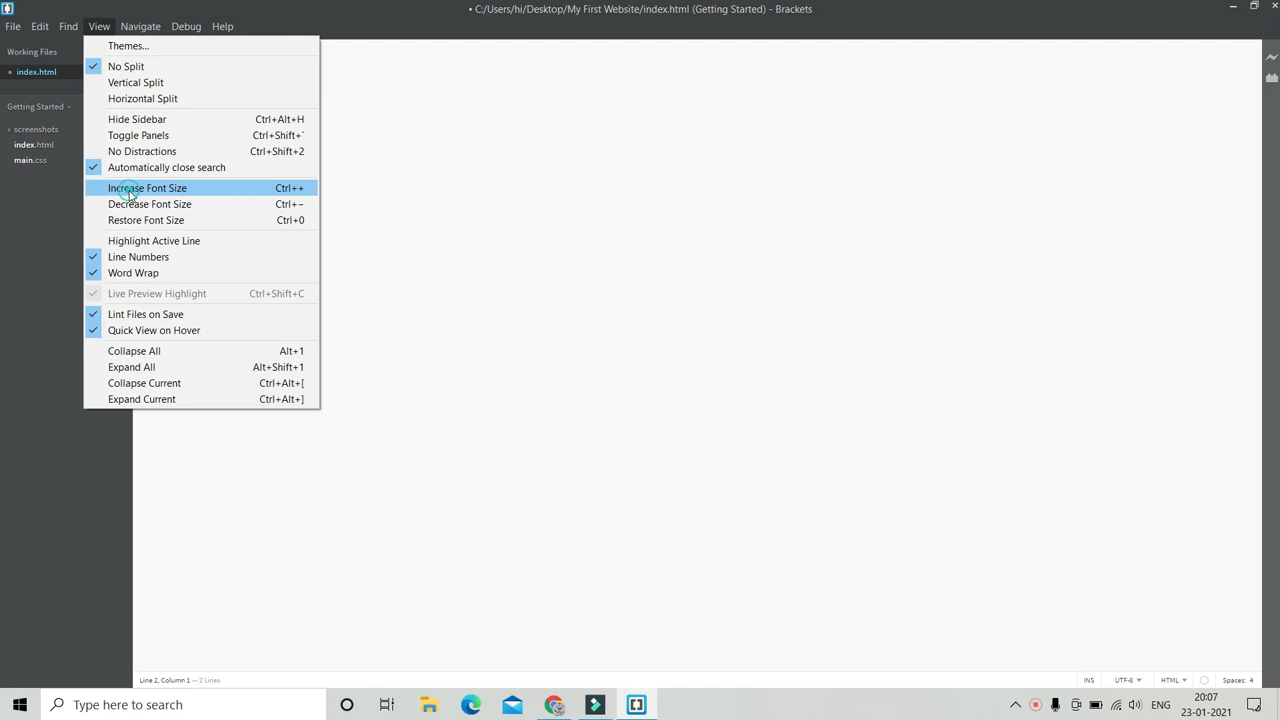 • C:/Users/hi/Desktop/My First Website/index.html (Getting Started) - Brackets
File Edit Find View Navigate Debug Help
Working Files
• index.html
Getting Started
screenshots
index.html
main.css
Themes...
No Split
Vertical Split
Horizontal Split
Hide Sidebar Ctrl+Alt+H
Toggle Panels Ctrl+Shift+`
No Distractions Ctrl+Shift+2
Automatically close search
Increase Font Size Ctrl++
Decrease Font Size Ctrl+−
Restore Font Size Ctrl+0
Highlight Active Line
Line Numbers
Word Wrap
Live Preview Highlight Ctrl+Shift+C
Lint Files on Save
Quick View on Hover
Collapse All Alt+1
Expand All Alt+Shift+1
Collapse Current Ctrl+Alt+[
Expand Current Ctrl+Alt+]
Line 2, Column 1 — 2 Lines
INS UTF-8 HTML Spaces: 4
Type here to search
ENG
20:07
23-01-2021